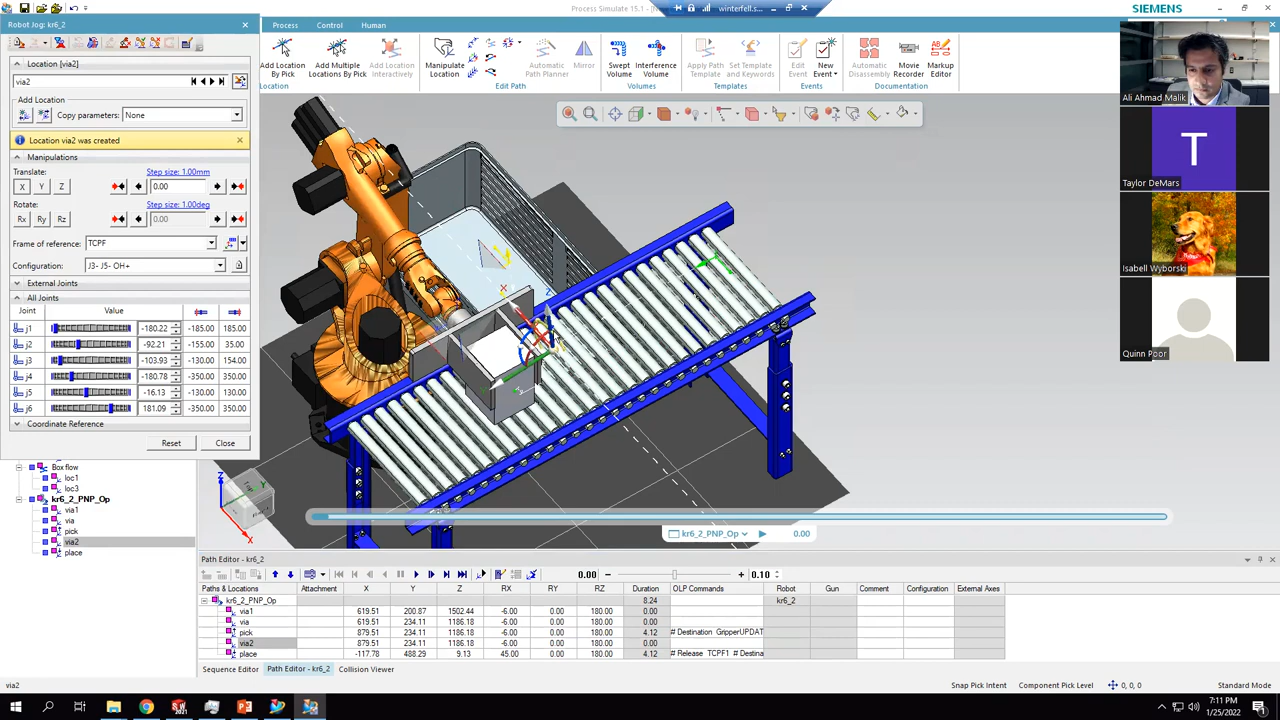 Process Simulate 15.1 - [N
winterfell....
SIEMENS
Robot Jog: kr6_2
Process
Control
Human
Location [via2]
via2
Add Location
Copy parameters: None
Location via2 was created
Manipulations
Translate:
Step size: 1.00mm
X
Y
Z
0.00
Rotate:
Step size: 1.00deg
Rx
Ry
Rz
0.00
Frame of reference: TCPF
Configuration: J3- J5- OH+
External Joints
All Joints
Joint
Value
j1 -180.22 -185.00 185.00
j2 -92.21 -155.00 35.00
j3 -103.93 -130.00 154.00
j4 -180.78 -350.00 350.00
j5 -16.13 -130.00 130.00
j6 181.09 -350.00 350.00
Coordinate Reference
Reset
Close
Add Location By Pick
Add Multiple Locations By Pick
Add Location Interactively
Location
Manipulate Location
Automatic Path Planner
Mirror
Edit Path
Swept Volume
Interference Volume
Volumes
Apply Path Template
Set Template and Keywords
Templates
Edit Event
New Event
Events
Automatic Disassembly
Movie Recorder
Markup Editor
Documentation
Ali Ahmad Malik
T
Taylor DeMars
Isabell Wyborski
Quinn Poor
Box flow
loc1
loc3
kr6_2_PNP_Op
via1
via
pick
via2
place
kr6_2_PNP_Op
0.00
Path Editor - kr6_2
0.00
0.10
Paths & Locations Attachment X Y Z RX RY RZ Duration OLP Commands Robot Gun Comment Configuration External Axes
kr6_2_PNP_Op 8.24 kr6_2
via1 619.51 200.87 1502.44 -6.00 0.00 180.00 0.00
via 619.51 234.11 1186.18 -6.00 0.00 180.00 0.00
pick 879.51 234.11 1186.18 -6.00 0.00 180.00 4.12 # Destination GripperUPDAT
via2 879.51 234.11 1186.18 -6.00 0.00 180.00 0.00
place -117.78 488.29 9.13 45.00 0.00 180.00 4.12 # Release TCPF1 # Destina
Sequence Editor
Path Editor - kr6_2
Collision Viewer
via2
Snap Pick Intent
Component Pick Level
0, 0, 0
Standard Mode
7:11 PM
1/25/2022